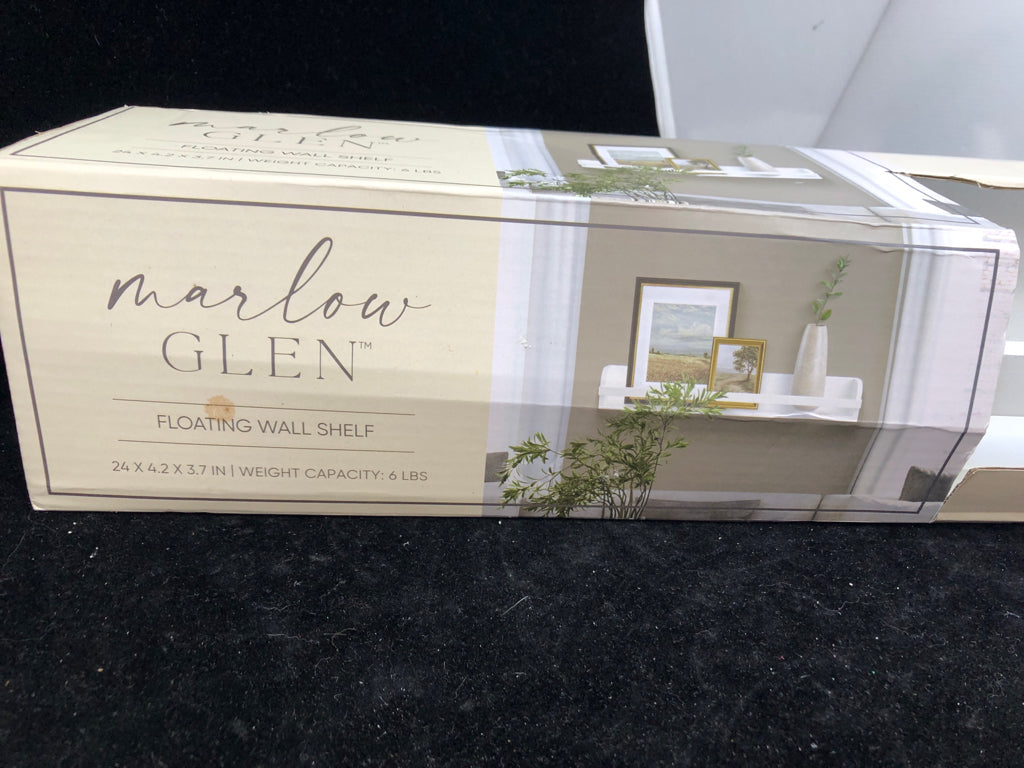 marlow
GLEN
FLOATING WALL SHELF
24 X 4.2 X 3.7 IN | WEIGHT CAPACITY: 6 LBS
marlow
GLEN™
FLOATING WALL SHELF
24 X 4.2 X 3.7 IN | WEIGHT CAPACITY: 6 LBS